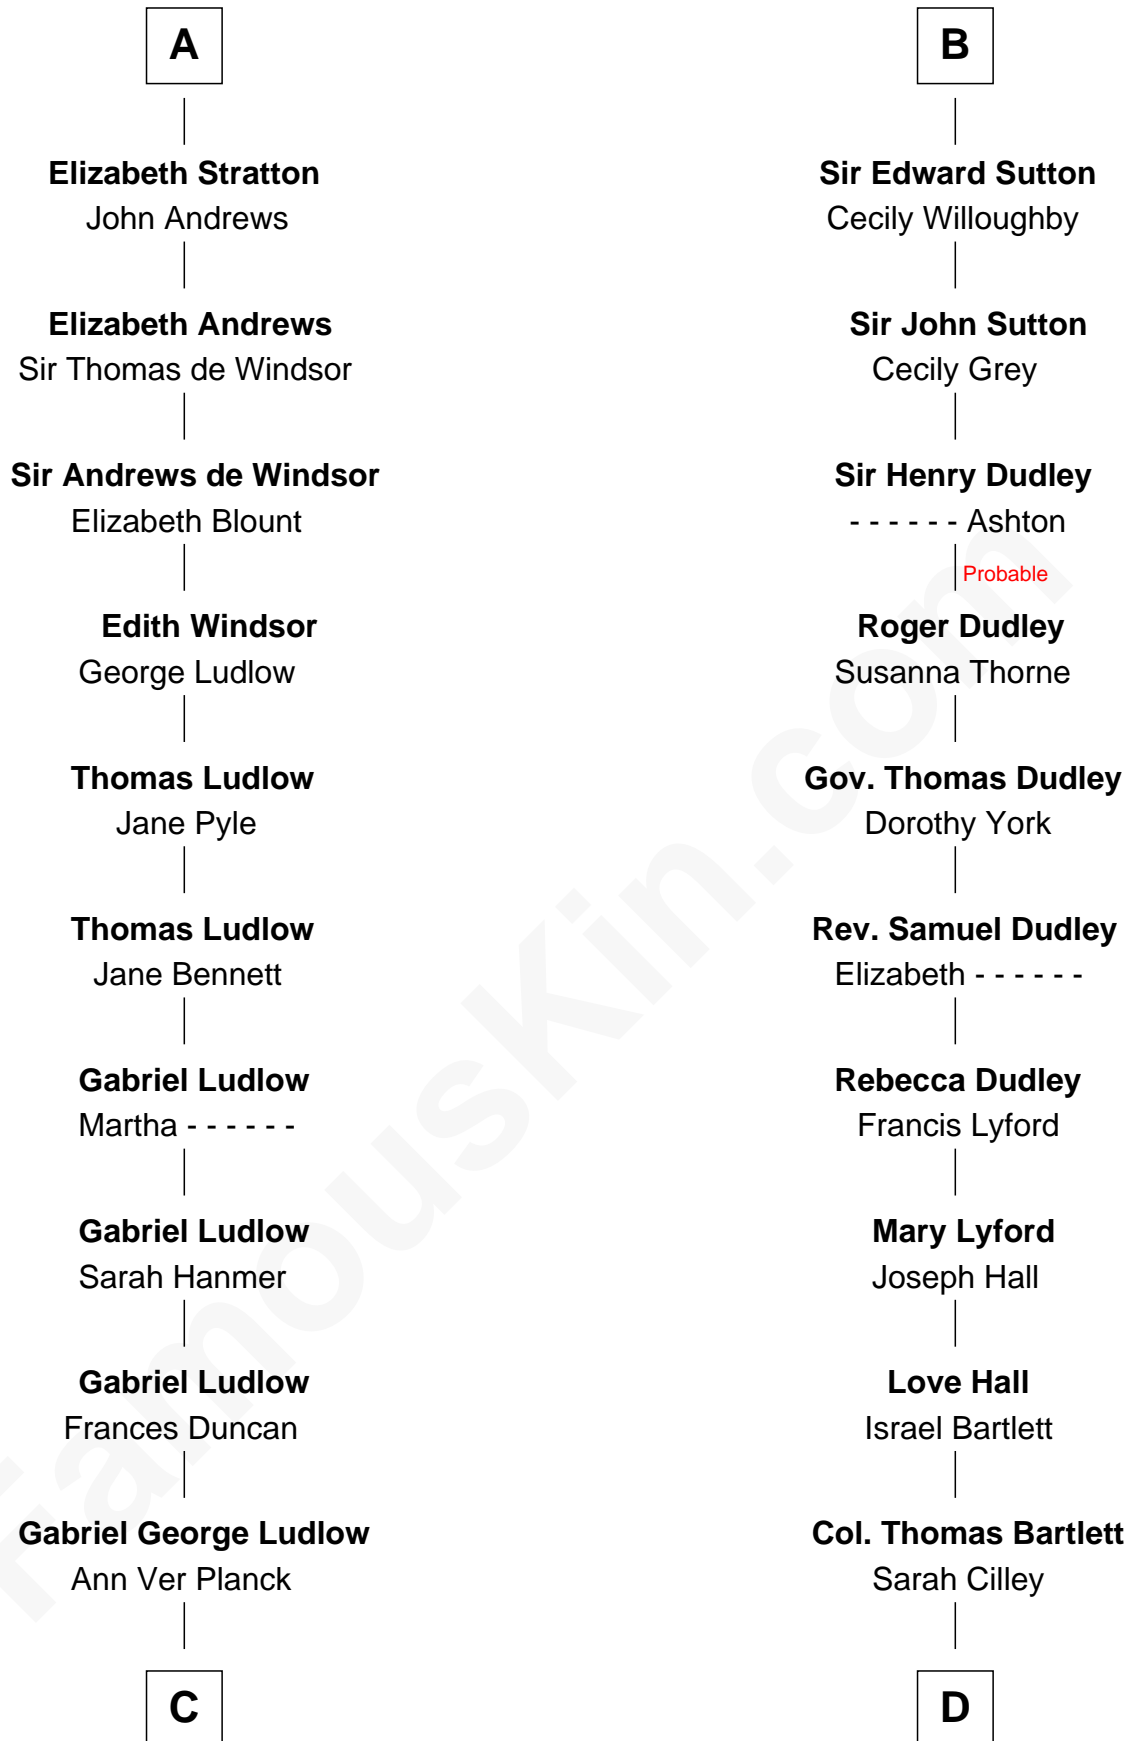 A
Elizabeth Stratton
John Andrews
Elizabeth Andrews
Sir Thomas de Windsor
Sir Andrews de Windsor
Elizabeth Blount
Edith Windsor
George Ludlow
Thomas Ludlow
Jane Pyle
Thomas Ludlow
Jane Bennett
Gabriel Ludlow
Martha - - - - - -
Gabriel Ludlow
Sarah Hanmer
Gabriel Ludlow
Frances Duncan
Gabriel George Ludlow
Ann Ver Planck
C
B
Sir Edward Sutton
Cecily Willoughby
Sir John Sutton
Cecily Grey
Sir Henry Dudley
- - - - - - Ashton
Probable
Roger Dudley
Susanna Thorne
Gov. Thomas Dudley
Dorothy York
Rev. Samuel Dudley
Elizabeth - - - - - -
Rebecca Dudley
Francis Lyford
Mary Lyford
Joseph Hall
Love Hall
Israel Bartlett
Col. Thomas Bartlett
Sarah Cilley
D
FamousKin.com